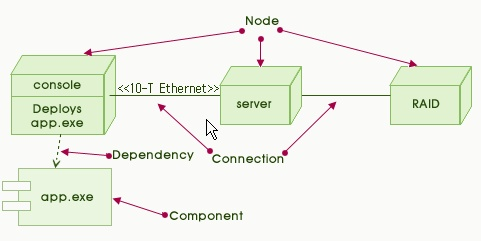 Node
console
Deploys
app.exe
<<10-T Ethernet>>
server
RAID
Dependency
Connection
app.exe
Component